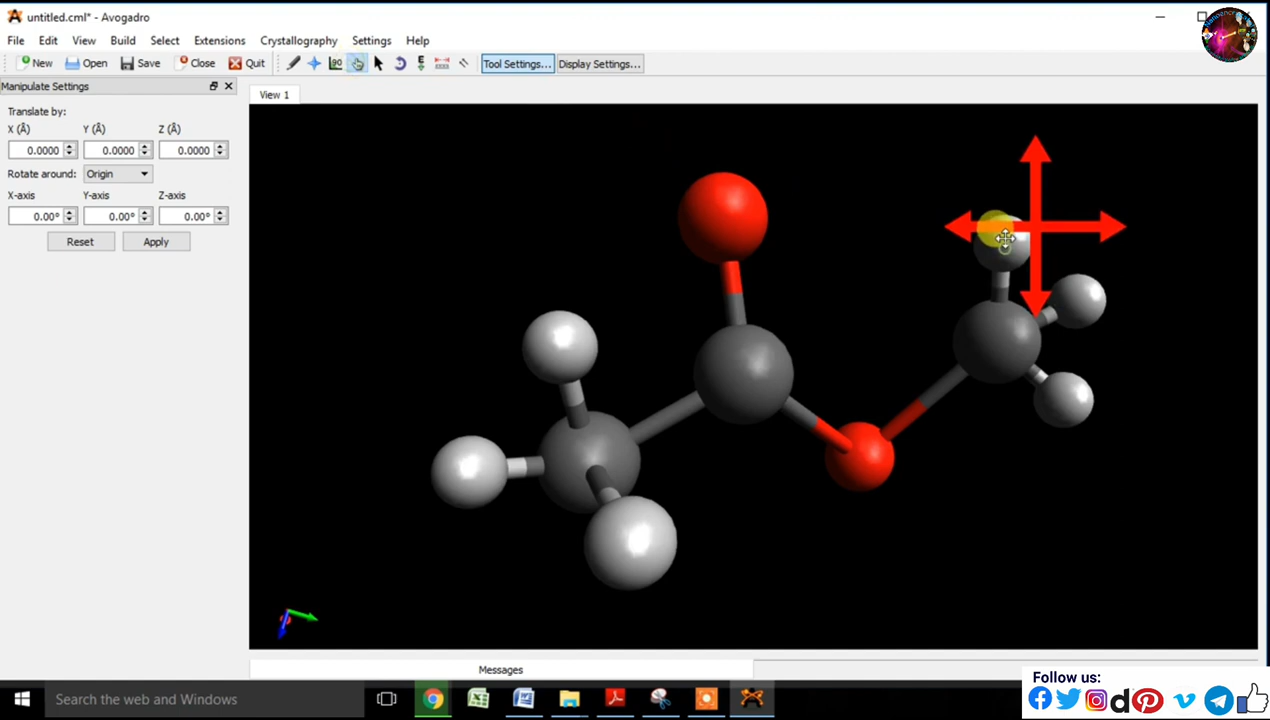 untitled.cml* - Avogadro
File Edit View Build Select Extensions Crystallography Settings Help
New Open Save Close Quit Tool Settings... Display Settings...
Manipulate Settings
View 1
Translate by:
X (Å) Y (Å) Z (Å)
0.0000 0.0000 0.0000
Rotate around: Origin
X-axis Y-axis Z-axis
0.00° 0.00° 0.00°
Reset Apply
Messages
Follow us:
Search the web and Windows